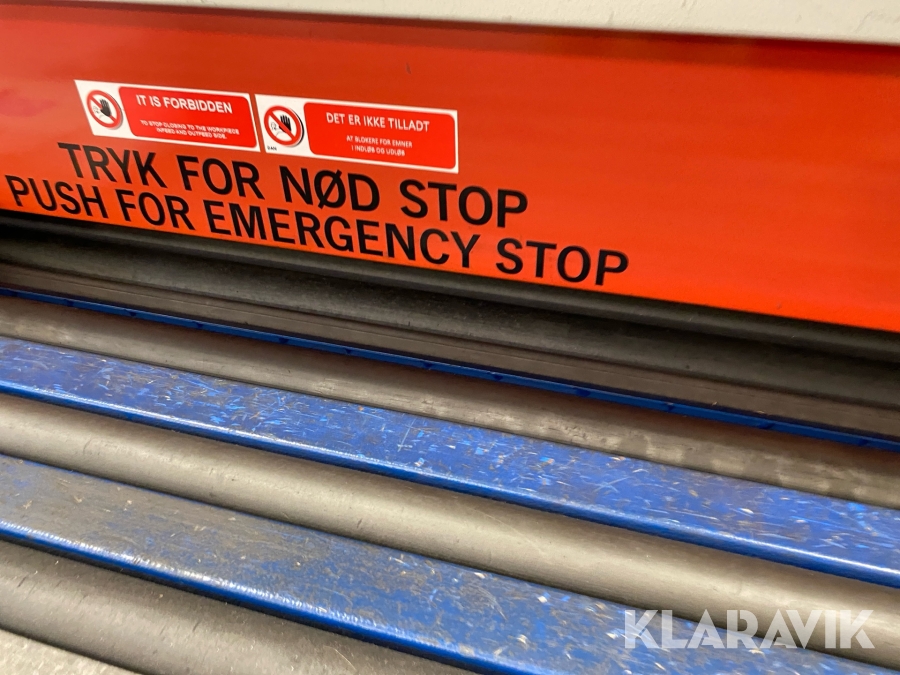 IT IS FORBIDDEN
TO STOP CLOSING TO THE WORKPIECE
INFEED AND OUTFEED SIDE.
DET ER IKKE TILLADT
AT BLOKERE FOR EMNER
I INDLØB OG UDLØB
TRYK FOR NØD STOP
PUSH FOR EMERGENCY STOP
KLARAVIK